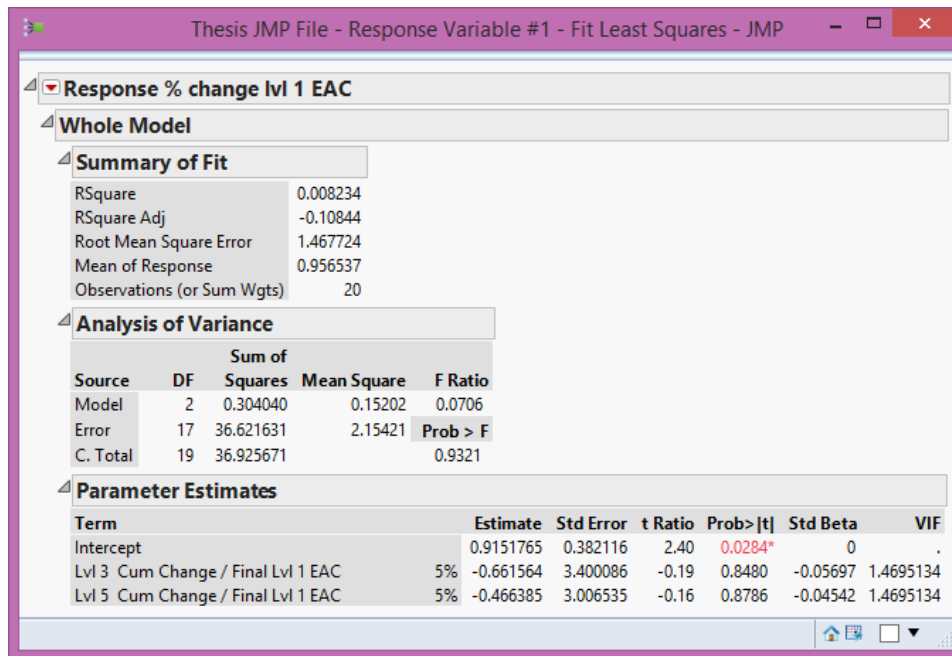 Thesis JMP File - Response Variable #1 - Fit Least Squares - JMP
Response % change lvl 1 EAC
Whole Model
Summary of Fit
RSquare 0.008234
RSquare Adj -0.10844
Root Mean Square Error 1.467724
Mean of Response 0.956537
Observations (or Sum Wgts) 20
Analysis of Variance
Sum of
Source DF Squares Mean Square F Ratio
Model 2 0.304040 0.15202 0.0706
Error 17 36.621631 2.15421 Prob > F
C. Total 19 36.925671 0.9321
Parameter Estimates
Term Estimate Std Error t Ratio Prob>|t| Std Beta VIF
Intercept 0.9151765 0.382116 2.40 0.0284* 0 .
Lvl 3 Cum Change / Final Lvl 1 EAC 5% -0.661564 3.400086 -0.19 0.8480 -0.05697 1.4695134
Lvl 5 Cum Change / Final Lvl 1 EAC 5% -0.466385 3.006535 -0.16 0.8786 -0.04542 1.4695134